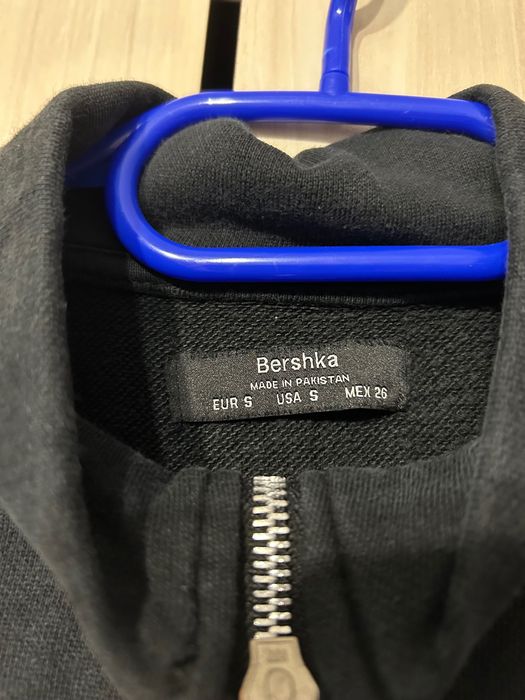 Bershka
MADE IN PAKISTAN
EUR S USA S MEX 26